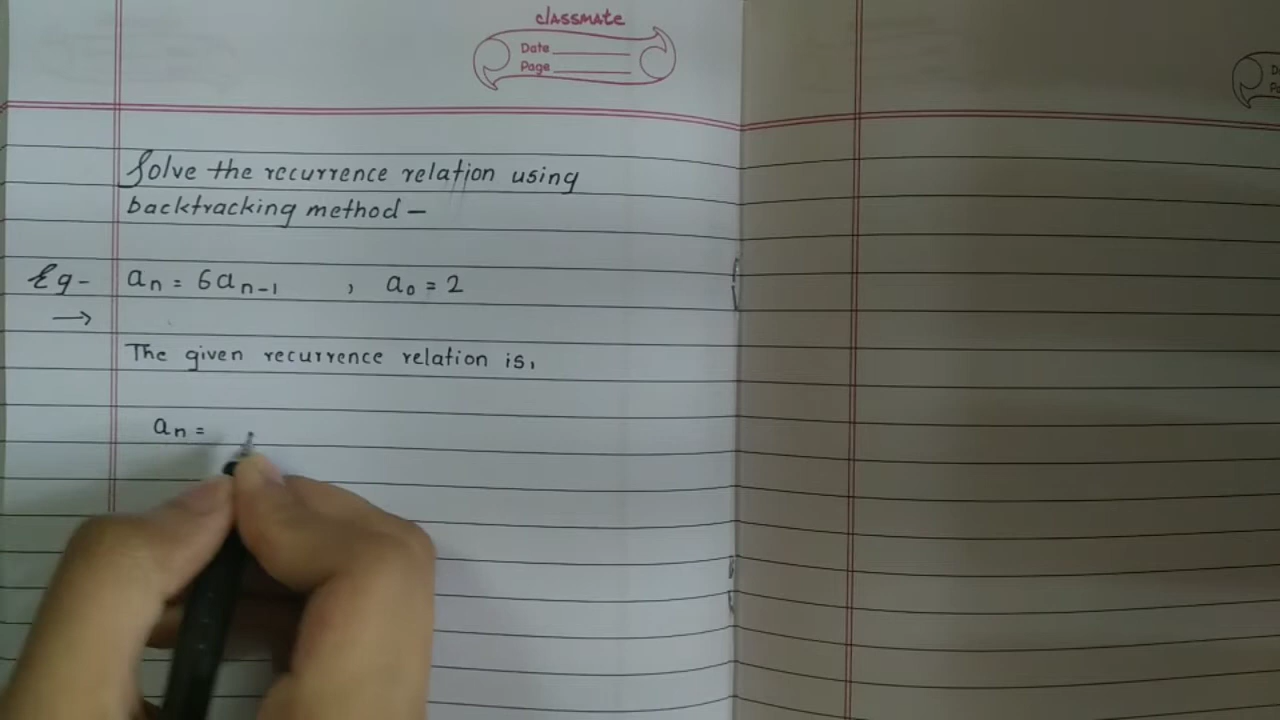 classmate
Date
Page
Solve the recurrence relation using
backtracking method –
Eg- aₙ = 6aₙ₋₁ , a₀ = 2
→
The given recurrence relation is,
aₙ =